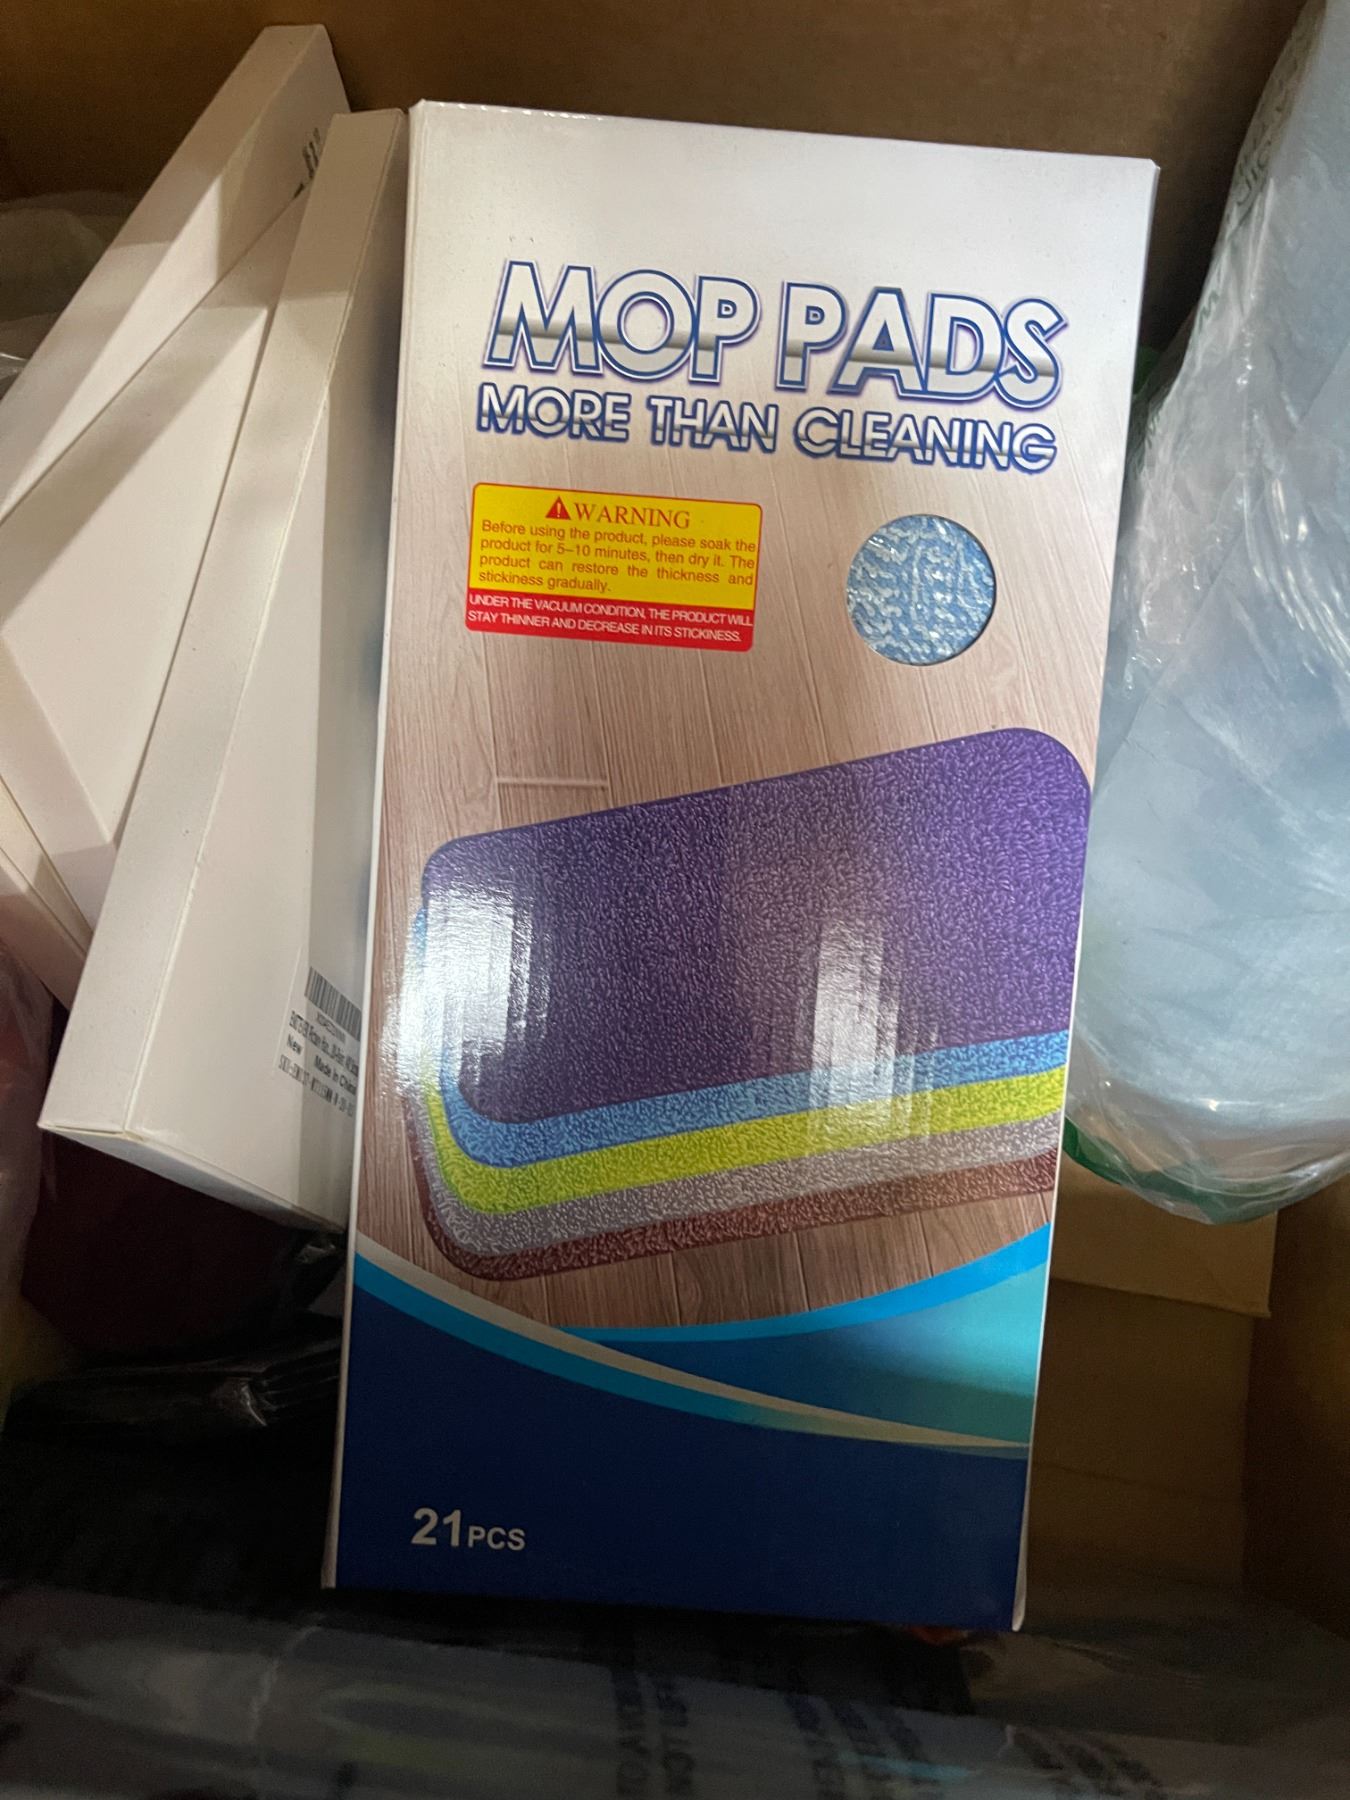 MOP PADS
MORE THAN CLEANING
WARNING
Before using the product, please soak the
product for 5–10 minutes, then dry it. The
product can restore the thickness and
stickiness gradually.
UNDER THE VACUUM CONDITION, THE PRODUCT WILL
STAY THINNER AND DECREASE IN ITS STICKINESS.
21PCS
New Made in China